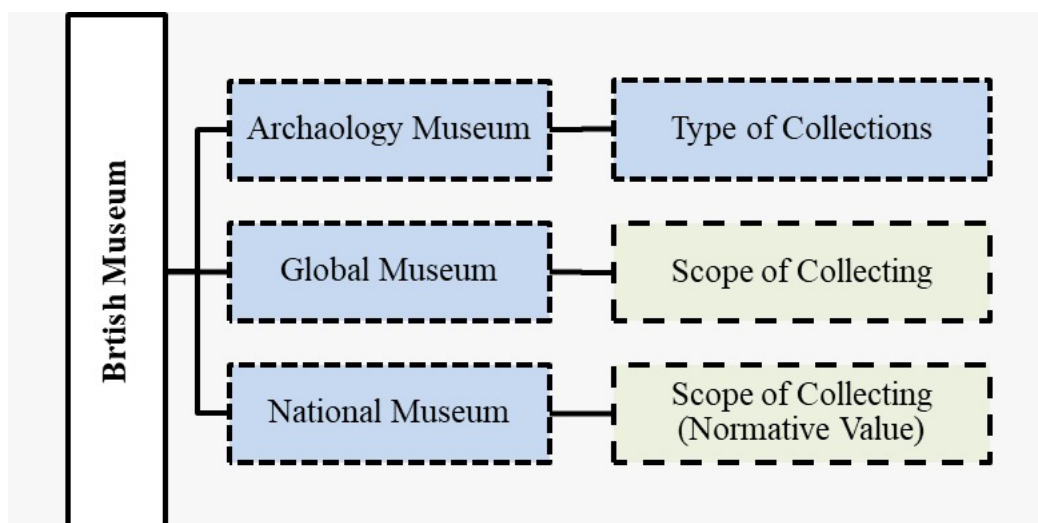 Brtish Museum
Archaology Museum
Type of Collections
Global Museum
Scope of Collecting
National Museum
Scope of Collecting
(Normative Value)